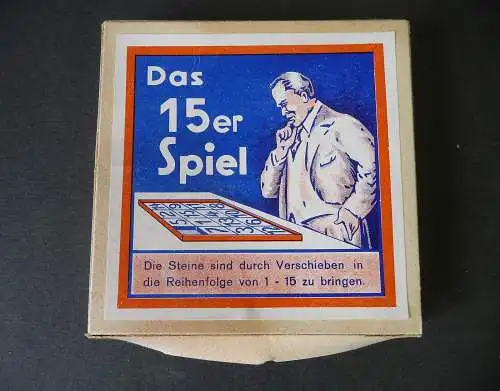 Das
15er
Spiel
Die Steine sind durch Verschieben in
die Reihenfolge von 1 - 15 zu bringen.